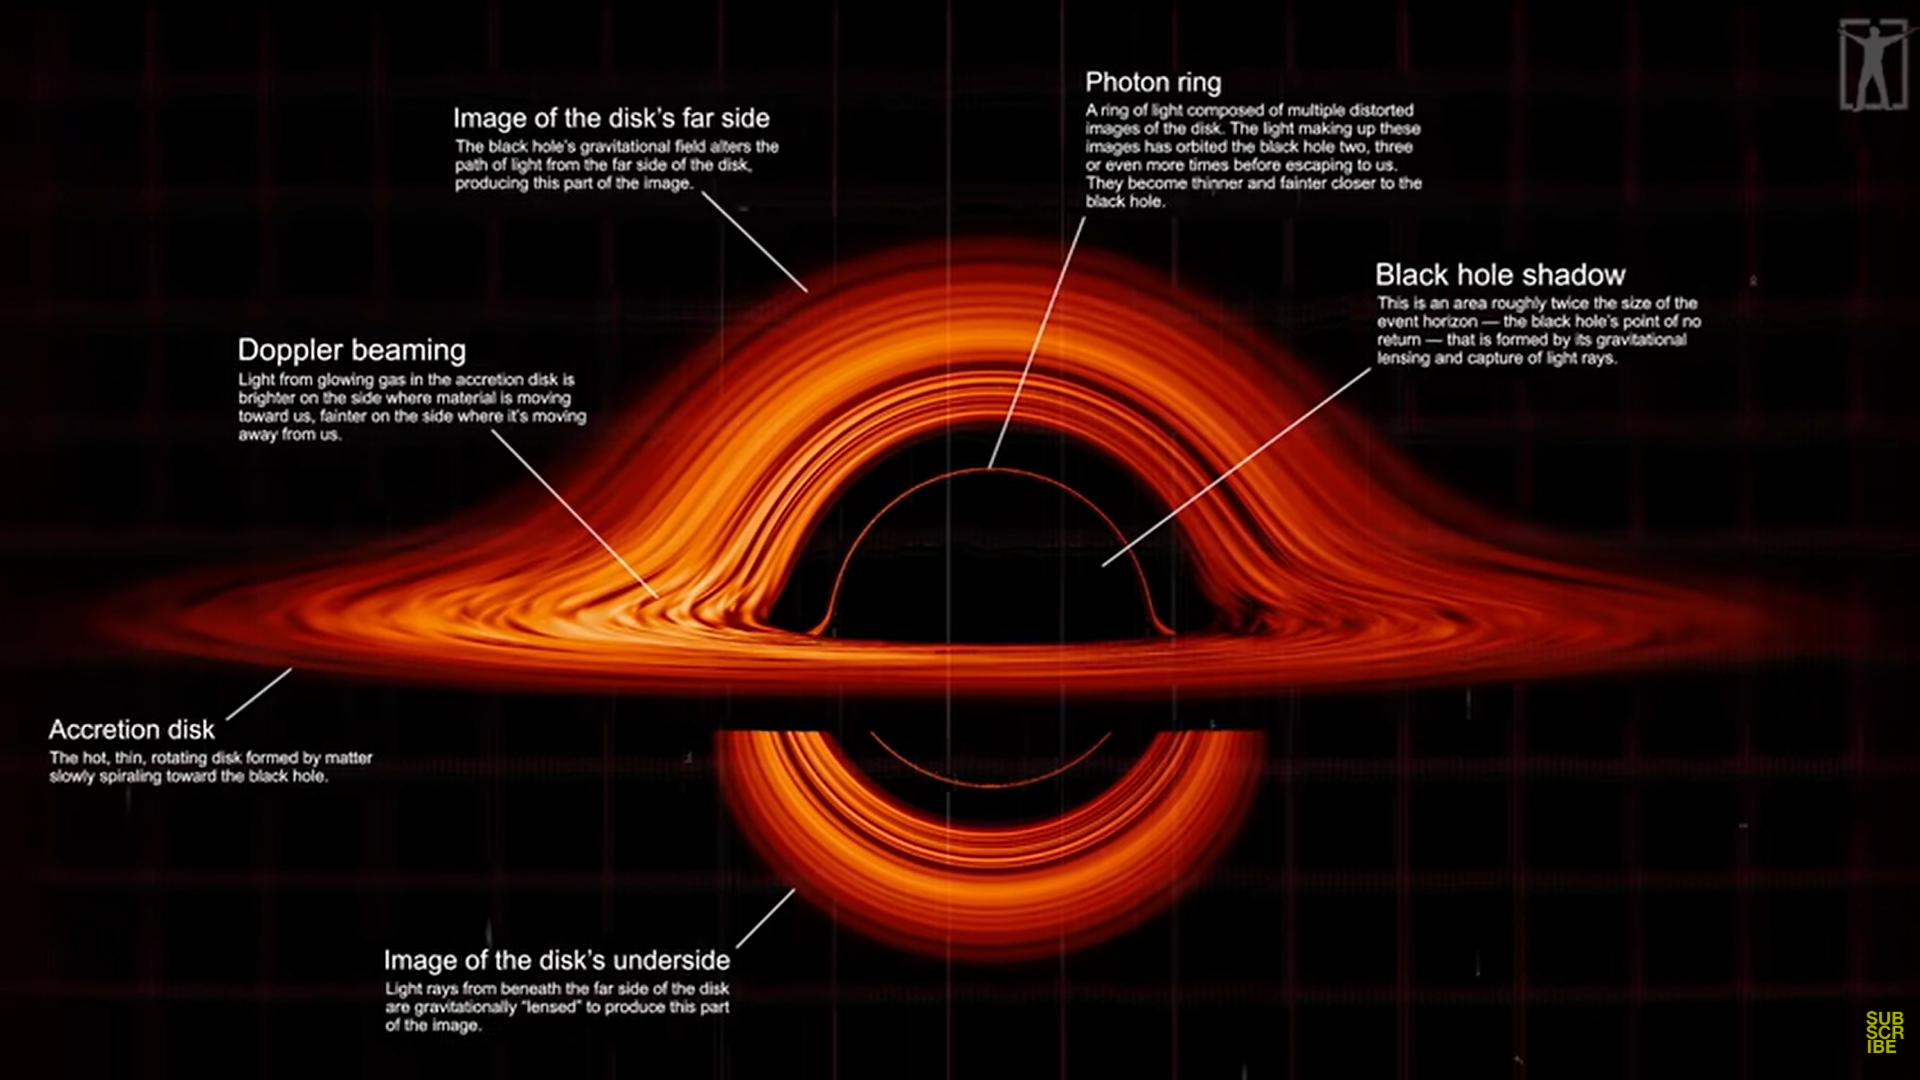 Photon ring
A ring of light composed of multiple distorted
images of the disk. The light making up these
images has orbited the black hole two, three
or even more times before escaping to us.
They become thinner and fainter closer to the
black hole.
Image of the disk's far side
The black hole's gravitational field alters the
path of light from the far side of the disk,
producing this part of the image.
Black hole shadow
This is an area roughly twice the size of the
event horizon — the black hole's point of no
return — that is formed by its gravitational
lensing and capture of light rays.
Doppler beaming
Light from glowing gas in the accretion disk is
brighter on the side where material is moving
toward us, fainter on the side where it's moving
away from us.
Accretion disk
The hot, thin, rotating disk formed by matter
slowly spiraling toward the black hole.
Image of the disk's underside
Light rays from beneath the far side of the disk
are gravitationally "lensed" to produce this part
of the image.
SUB
SCR
IBE